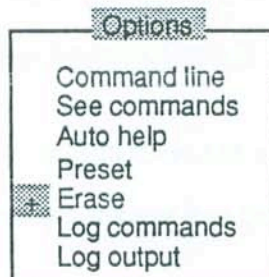 Options
Command line
See commands
Auto help
Preset
+ Erase
Log commands
Log output